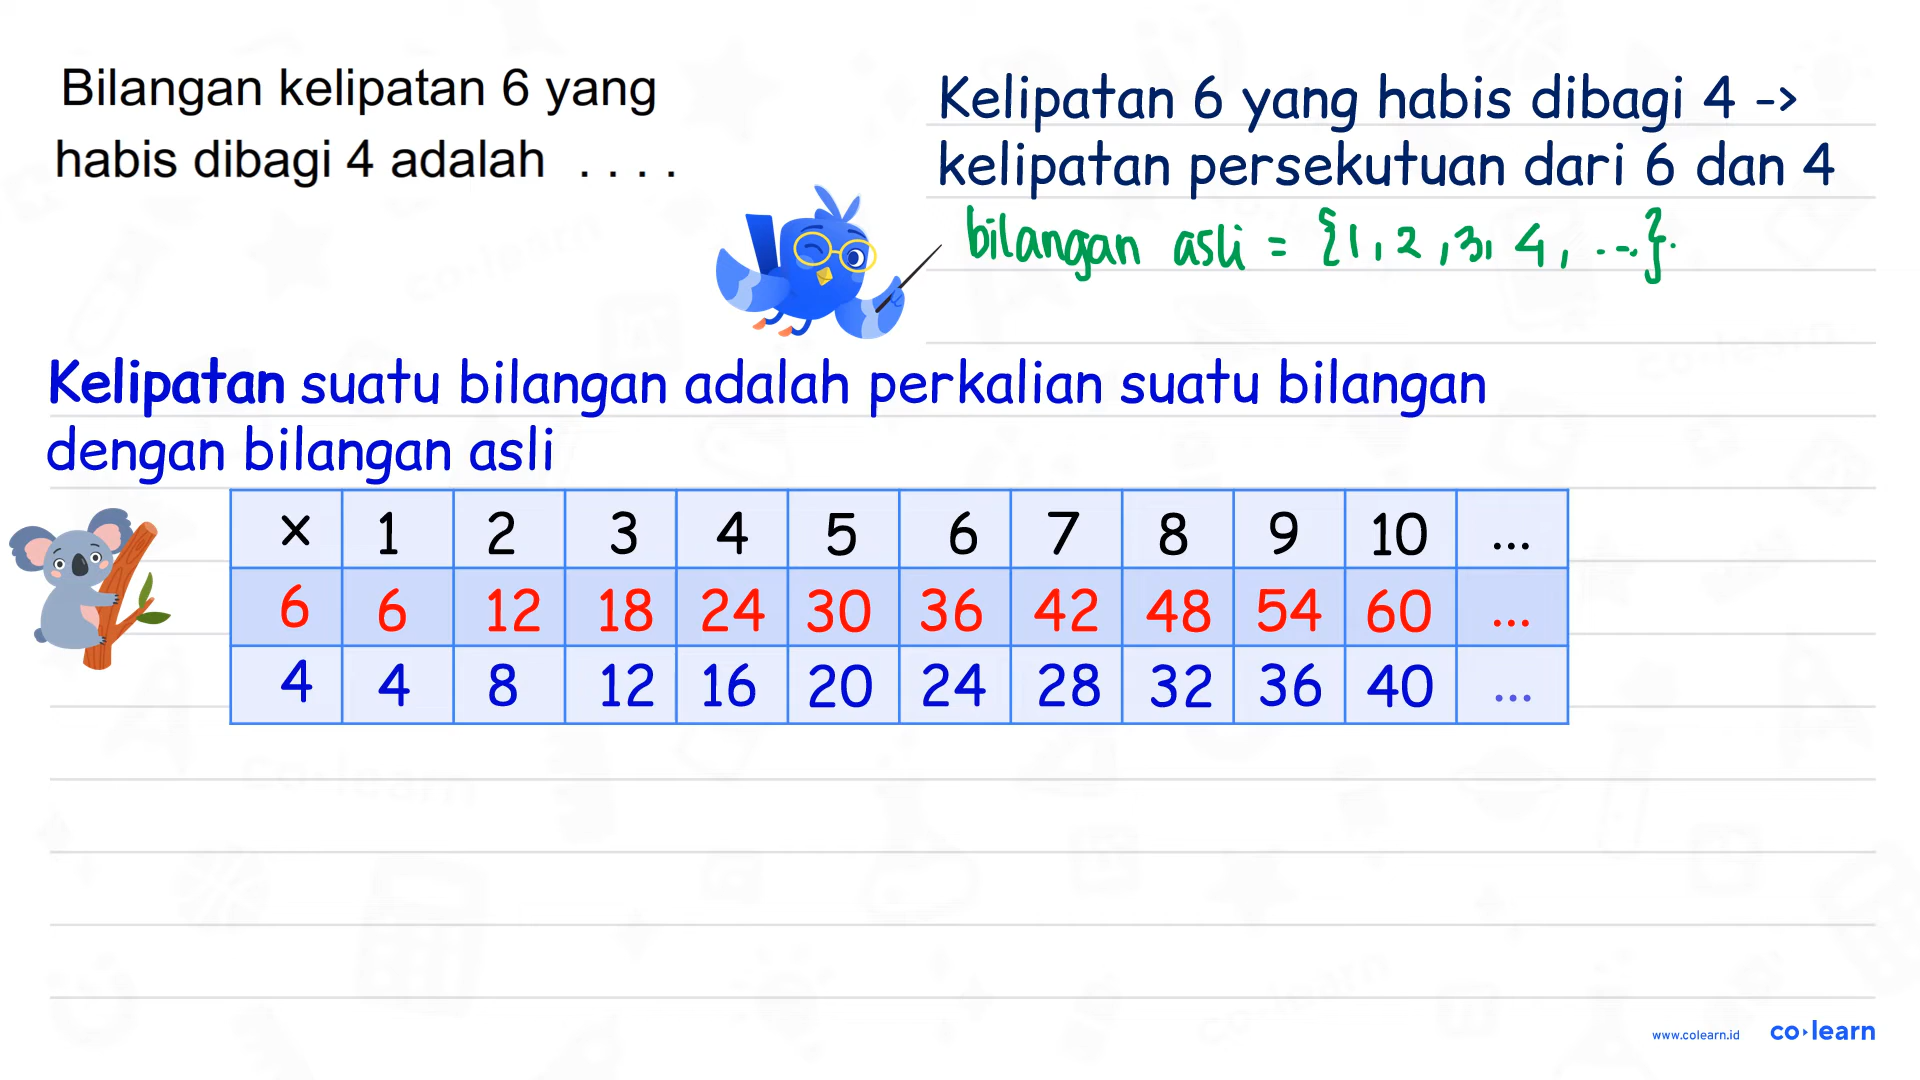 Bilangan kelipatan 6 yang
habis dibagi 4 adalah . . . .
Kelipatan 6 yang habis dibagi 4 ->
kelipatan persekutuan dari 6 dan 4
bilangan asli = {1, 2, 3, 4, ...}.
Kelipatan suatu bilangan adalah perkalian suatu bilangan
dengan bilangan asli
x 1 2 3 4 5 6 7 8 9 10 ...
6 6 12 18 24 30 36 42 48 54 60 ...
4 4 8 12 16 20 24 28 32 36 40 ...
www.colearn.id co·learn